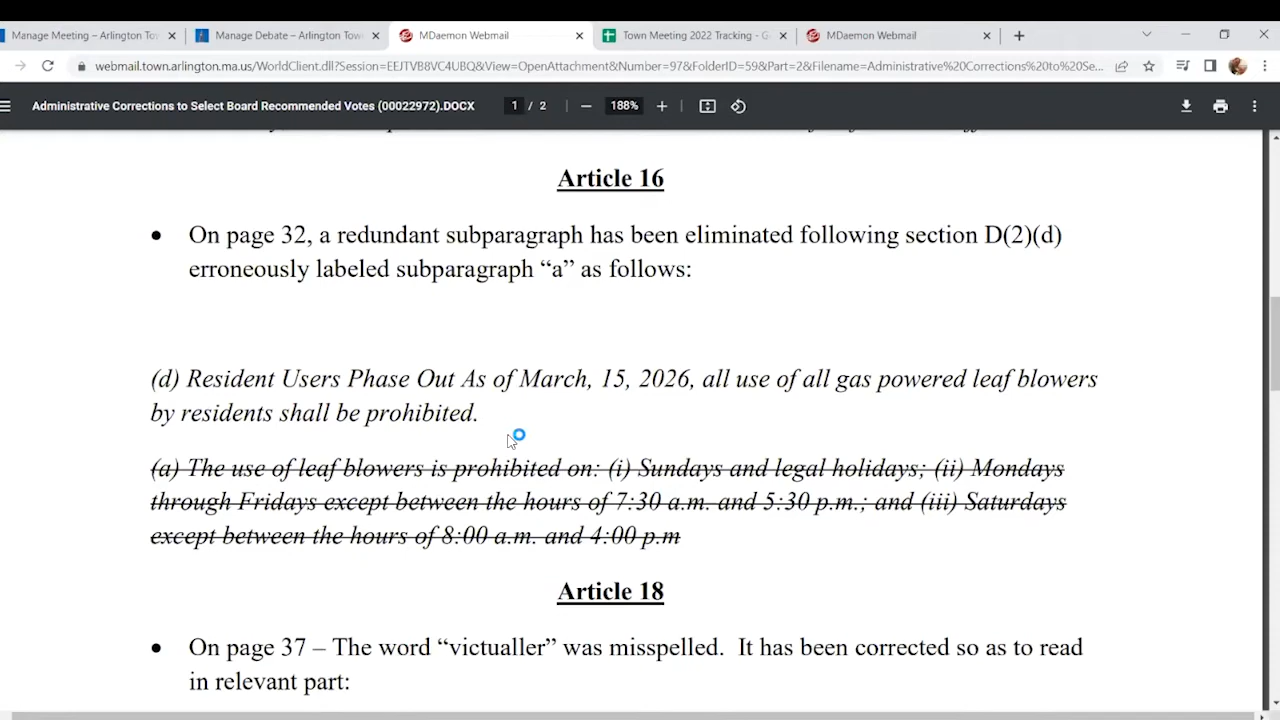 Manage Meeting – Arlington To
Manage Debate – Arlington Town
MDaemon Webmail
Town Meeting 2022 Tracking - G
MDaemon Webmail
webmail.town.arlington.ma.us/WorldClient.dll?Session=EEJTVB8VC4UBQ&View=OpenAttachment&Number=97&FolderID=59&Part=2&Filename=Administrative%20Corrections%20to%20Se...
Administrative Corrections to Select Board Recommended Votes (00022972).DOCX
1 / 2
188%
Article 16
• On page 32, a redundant subparagraph has been eliminated following section D(2)(d)
erroneously labeled subparagraph “a” as follows:
(d) Resident Users Phase Out As of March, 15, 2026, all use of all gas powered leaf blowers
by residents shall be prohibited.
(a) The use of leaf blowers is prohibited on: (i) Sundays and legal holidays; (ii) Mondays
through Fridays except between the hours of 7:30 a.m. and 5:30 p.m.; and (iii) Saturdays
except between the hours of 8:00 a.m. and 4:00 p.m
Article 18
• On page 37 – The word “victualler” was misspelled. It has been corrected so as to read
in relevant part: